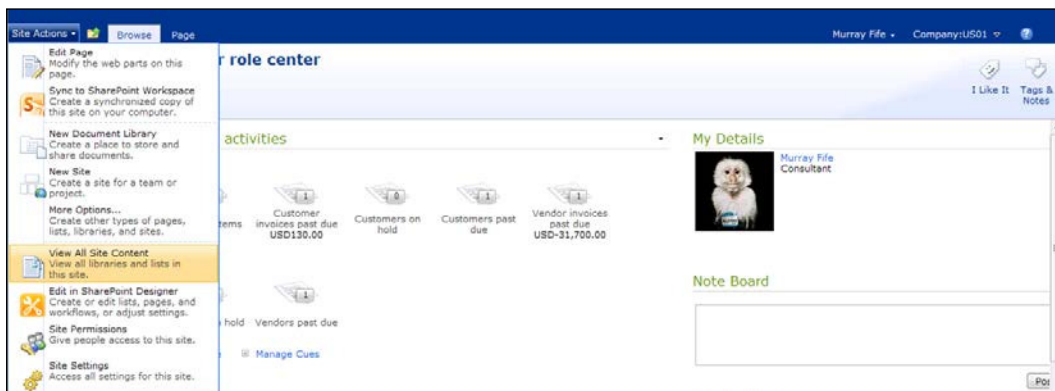 Site Actions
Browse
Page
Murray Fife
Company:US01
Edit Page
Modify the web parts on this
page.
Sync to SharePoint Workspace
Create a synchronized copy of
this site on your computer.
New Document Library
Create a place to store and
share documents.
New Site
Create a site for a team or
project.
More Options...
Create other types of pages,
lists, libraries, and sites.
View All Site Content
View all libraries and lists in
this site.
Edit in SharePoint Designer
Create or edit lists, pages, and
workflows, or adjust settings.
Site Permissions
Give people access to this site.
Site Settings
Access all settings for this site.
r role center
I Like It
Tags &
Notes
activities
1
0
1
1
Customer
invoices past due
USD130.00
Customers on
hold
Customers past
due
Vendor invoices
past due
USD-31,700.00
1
hold
Vendors past due
Manage Cues
My Details
Murray Fife
Consultant
Note Board